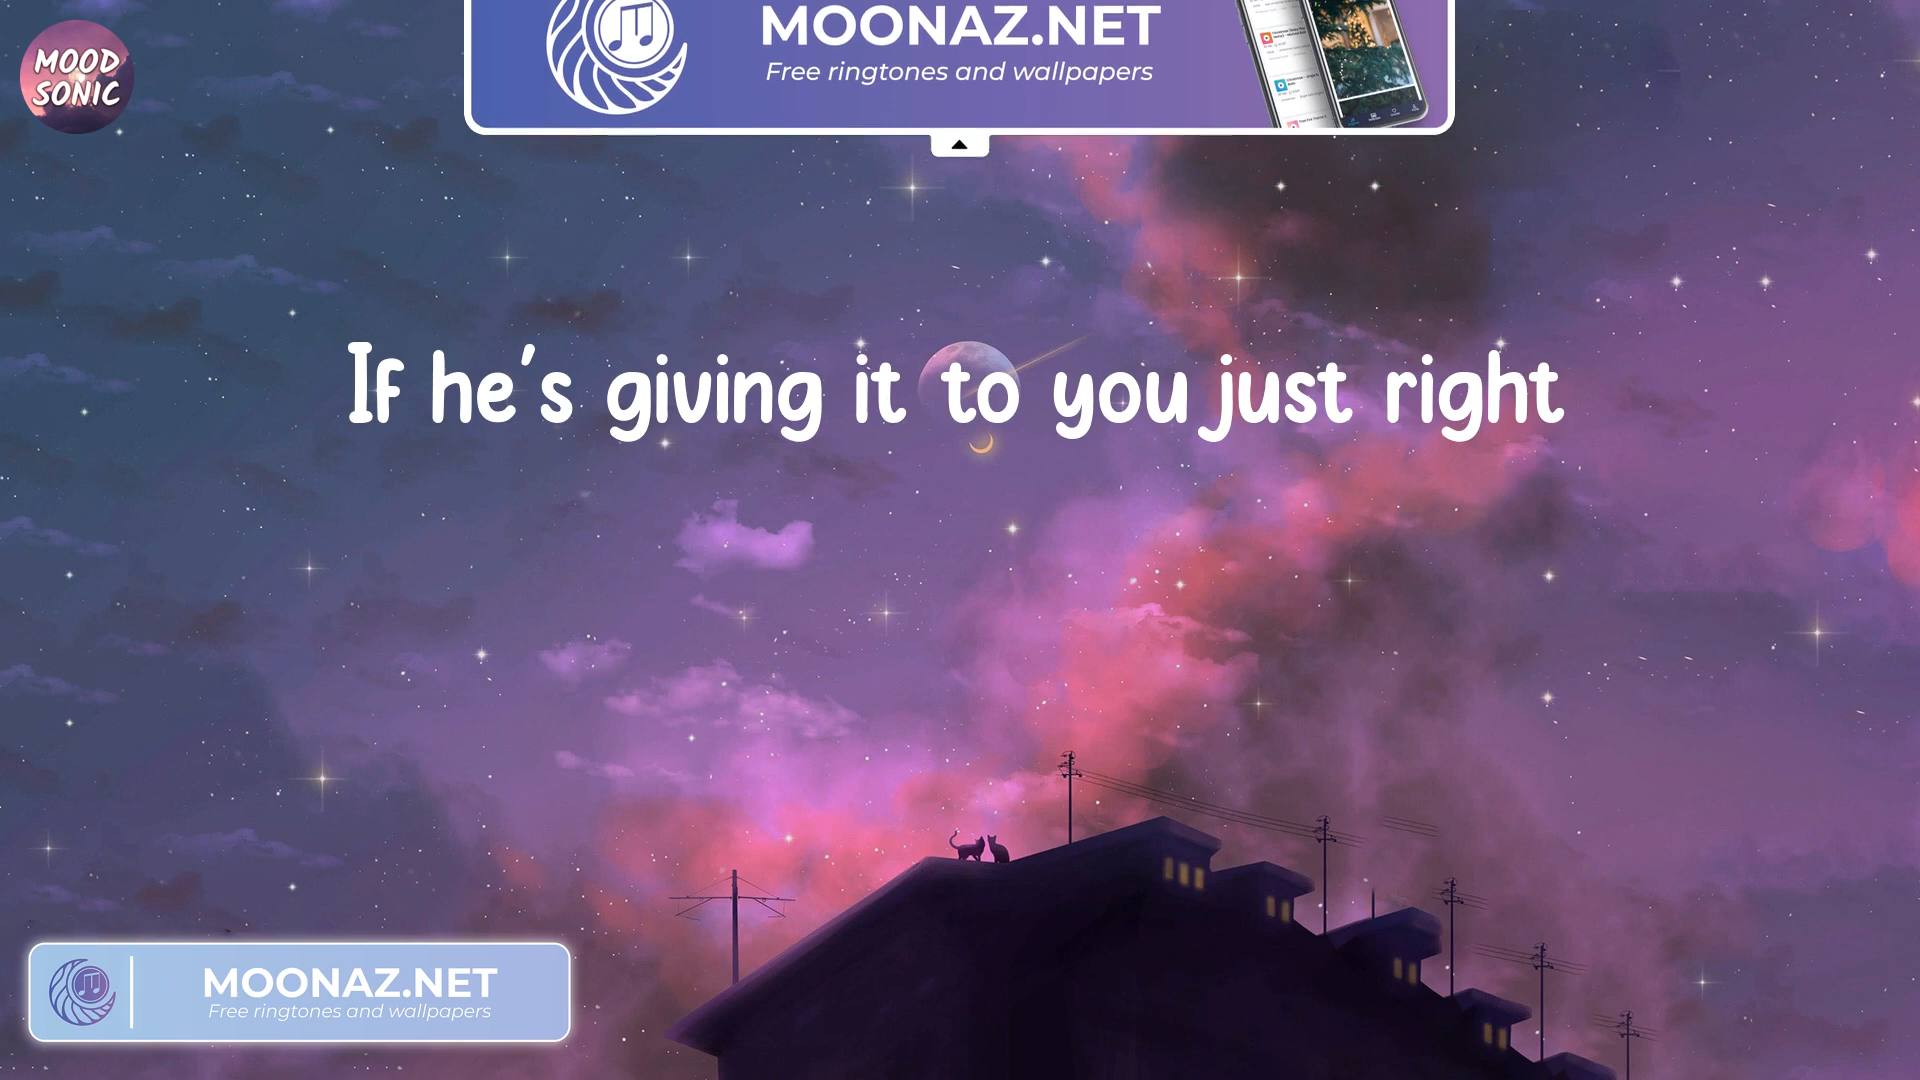 MOOD
SONIC
MOONAZ.NET
Free ringtones and wallpapers
If he's giving it to you just right
MOONAZ.NET
Free ringtones and wallpapers